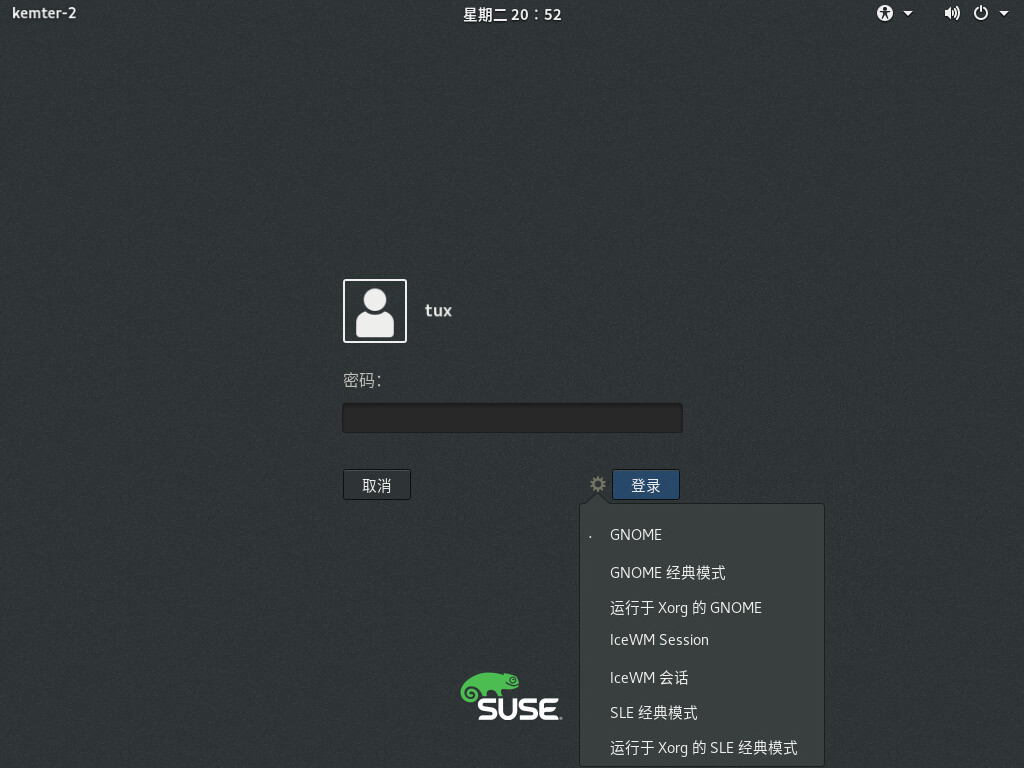 kemter-2
星期二 20：52
tux
密码：
取消
登录
GNOME
GNOME 经典模式
运行于 Xorg 的 GNOME
IceWM Session
IceWM 会话
SLE 经典模式
运行于 Xorg 的 SLE 经典模式
SUSE